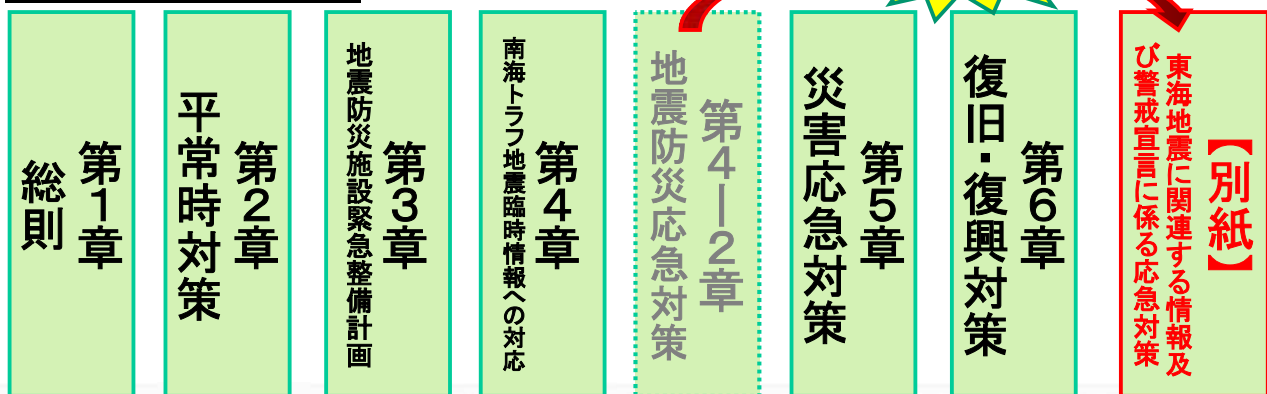 第１章
総則
第２章
平常時対策
第３章
地震防災施設緊急整備計画
第４章
南海トラフ地震臨時情報への対応
第４－２章
地震防災応急対策
第５章
災害応急対策
第６章
復旧・復興対策
【別紙】
東海地震に関連する情報及
び警戒宣言に係る応急対策